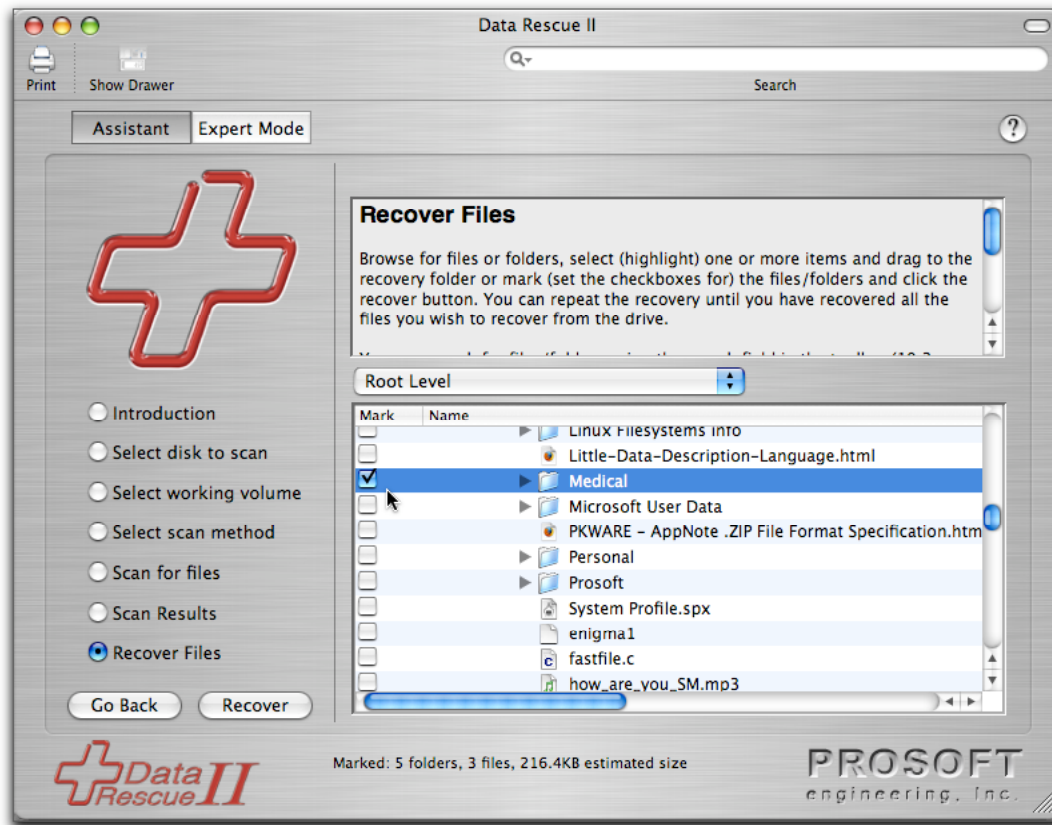 Data Rescue II
Print
Show Drawer
Search
Assistant
Expert Mode
?
Recover Files
Browse for files or folders, select (highlight) one or more items and drag to the
recovery folder or mark (set the checkboxes for) the files/folders and click the
recover button. You can repeat the recovery until you have recovered all the
files you wish to recover from the drive.
Root Level
Mark Name
Linux Filesystems info
Little-Data-Description-Language.html
Medical
Microsoft User Data
PKWARE - AppNote .ZIP File Format Specification.htm
Personal
Prosoft
System Profile.spx
enigma1
fastfile.c
how_are_you_SM.mp3
Introduction
Select disk to scan
Select working volume
Select scan method
Scan for files
Scan Results
Recover Files
Go Back
Recover
Data
Rescue II
Marked: 5 folders, 3 files, 216.4KB estimated size
PROSOFT
engineering, Inc.